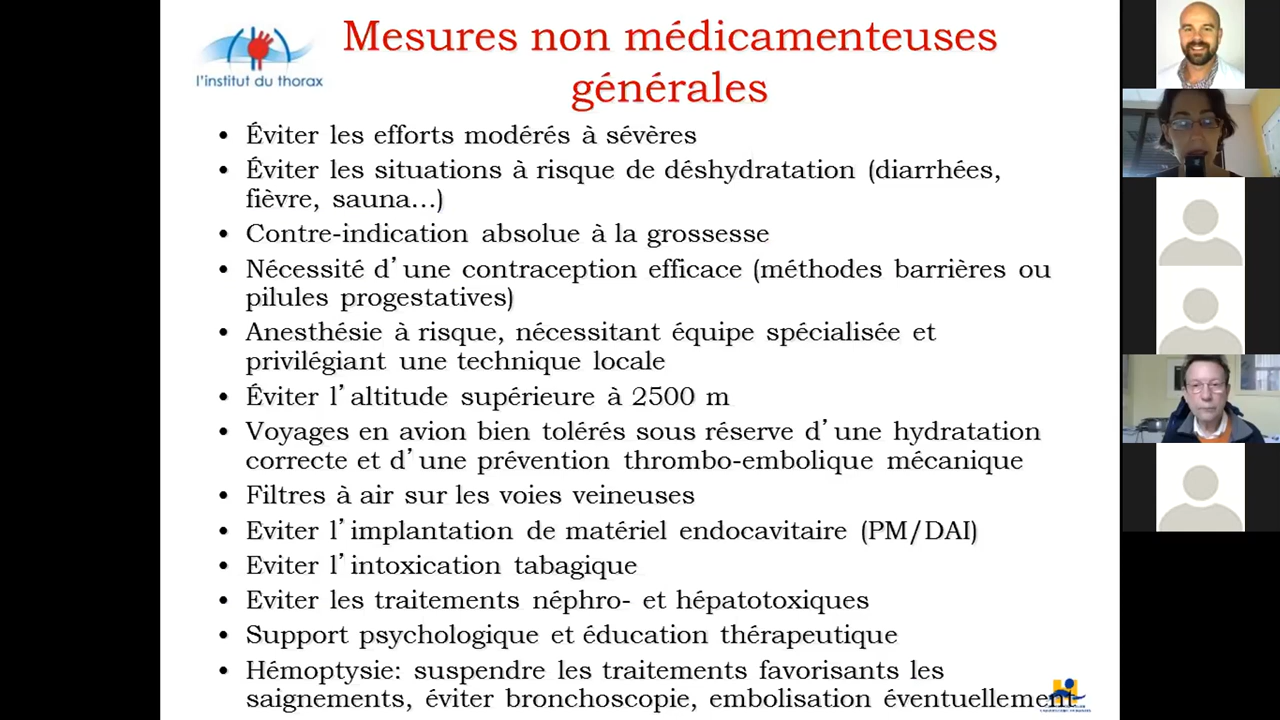 l'institut du thorax
Mesures non médicamenteuses
générales
• Éviter les efforts modérés à sévères
• Éviter les situations à risque de déshydratation (diarrhées,
fièvre, sauna...)
• Contre-indication absolue à la grossesse
• Nécessité d'une contraception efficace (méthodes barrières ou
pilules progestatives)
• Anesthésie à risque, nécessitant équipe spécialisée et
privilégiant une technique locale
• Éviter l'altitude supérieure à 2500 m
• Voyages en avion bien tolérés sous réserve d'une hydratation
correcte et d'une prévention thrombo-embolique mécanique
• Filtres à air sur les voies veineuses
• Eviter l'implantation de matériel endocavitaire (PM/DAI)
• Eviter l'intoxication tabagique
• Eviter les traitements néphro- et hépatotoxiques
• Support psychologique et éducation thérapeutique
• Hémoptysie: suspendre les traitements favorisants les
saignements, éviter bronchoscopie, embolisation éventuellement